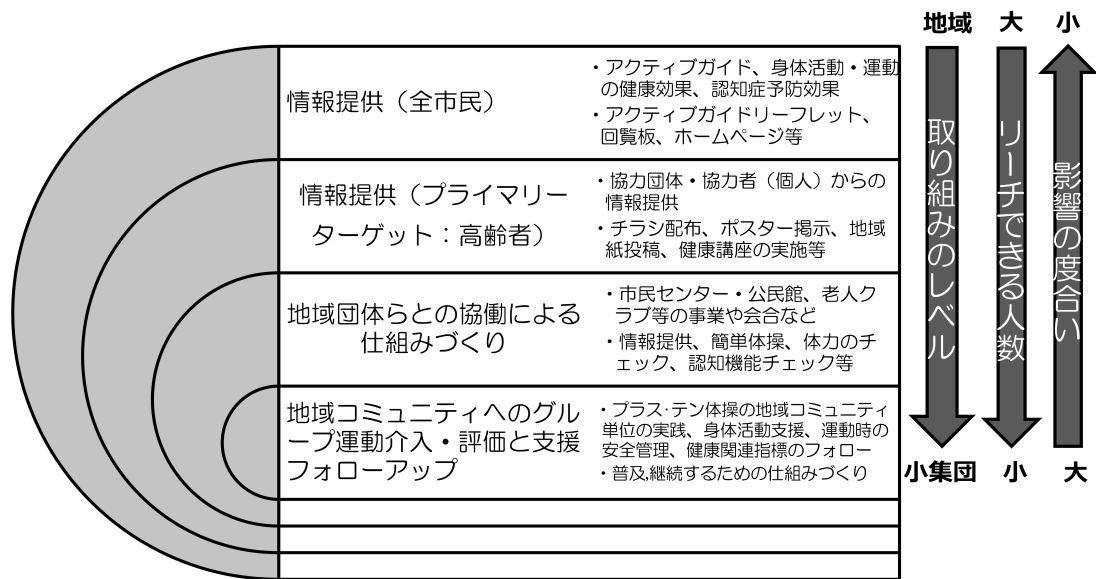 地域 大 小
情報提供（全市民）
・アクティブガイド、身体活動・運動
の健康効果、認知症予防効果
・アクティブガイドリーフレット、
回覧板、ホームページ等
情報提供（プライマリー
ターゲット：高齢者）
・協力団体・協力者（個人）からの
情報提供
・チラシ配布、ポスター掲示、地域
紙投稿、健康講座の実施等
地域団体らとの協働による
仕組みづくり
・市民センター・公民館、老人ク
ラブ等の事業や会合など
・情報提供、簡単体操、体力のチ
ェック、認知機能チェック等
地域コミュニティへのグル
ープ運動介入・評価と支援
フォローアップ
・プラス･テン体操の地域コミュニティ
単位の実践、身体活動支援、運動時の
安全管理、健康関連指標のフォロー
・普及,継続するための仕組みづくり
取り組みのレベル
リーチできる人数
影響の度合い
小集団 小 大